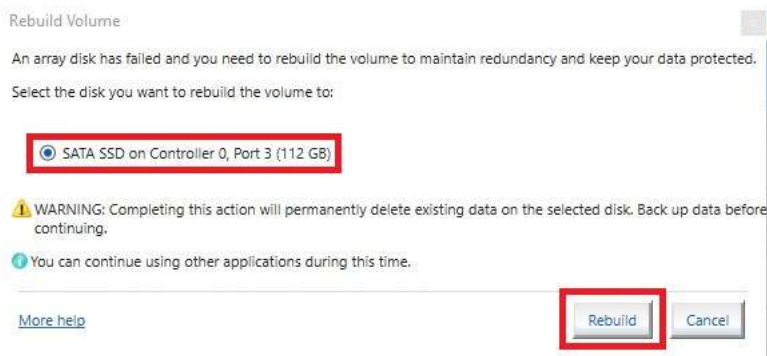 Rebuild Volume
An array disk has failed and you need to rebuild the volume to maintain redundancy and keep your data protected.
Select the disk you want to rebuild the volume to:
SATA SSD on Controller 0, Port 3 (112 GB)
WARNING: Completing this action will permanently delete existing data on the selected disk. Back up data before
continuing.
You can continue using other applications during this time.
More help
Rebuild
Cancel